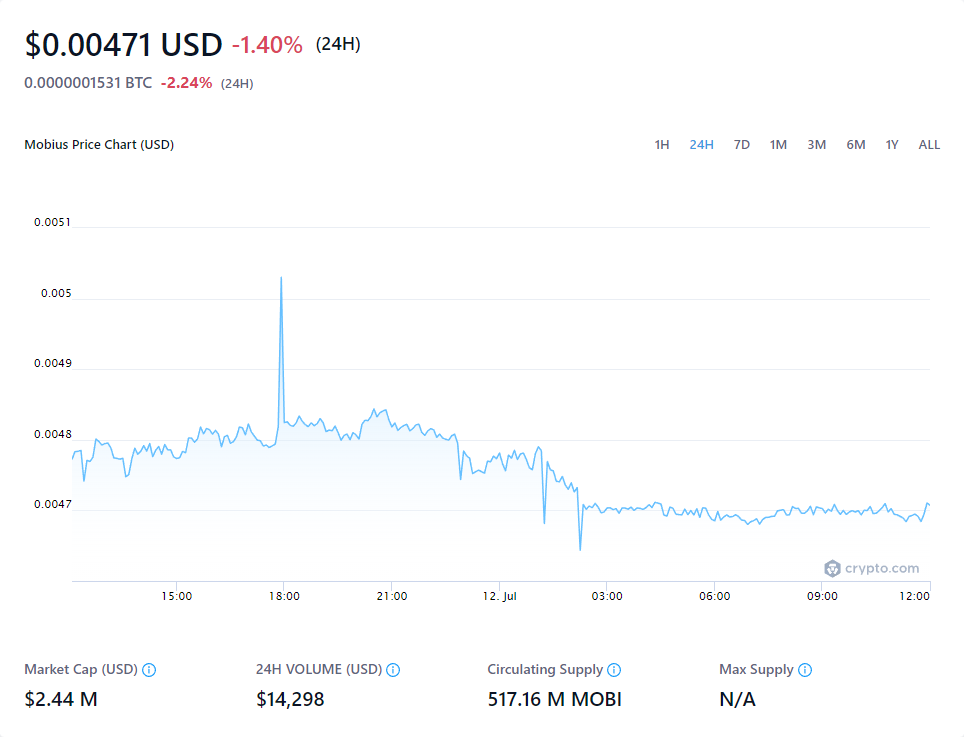 $0.00471 USD -1.40% (24H)
0.0000001531 BTC -2.24% (24H)
Mobius Price Chart (USD) 1H 24H 7D 1M 3M 6M 1Y ALL
0.0051
0.005
0.0049
0.0048
0.0047
crypto.com
15:00 18:00 21:00 12. Jul 03:00 06:00 09:00 12:00
Market Cap (USD) 24H VOLUME (USD) Circulating Supply Max Supply
$2.44 M $14,298 517.16 M MOBI N/A